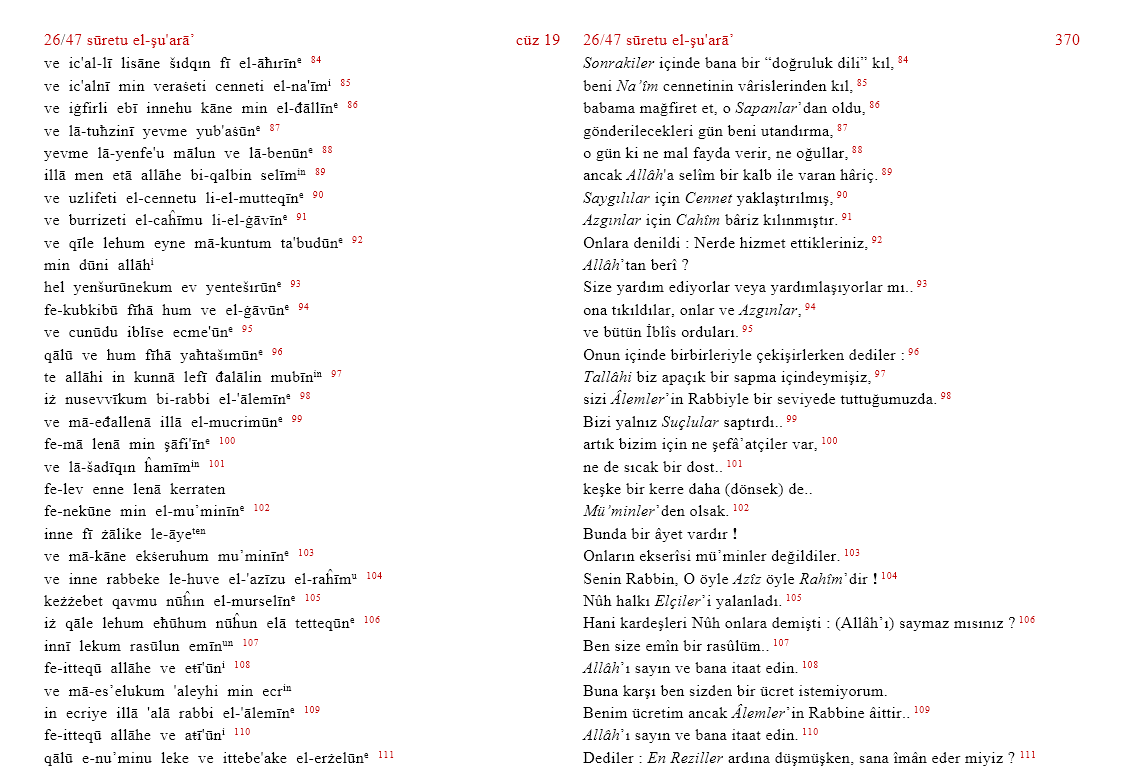 26/47 sūretu el-şu'arā’ cüz 19
ve ic'al-lī lisāne šıdqın fī el-āħırīnᵉ 84
ve ic'alnī min veraśeti cenneti el-na'īmⁱ 85
ve iġfirli ebī innehu kāne min el-đāllīnᵉ 86
ve lā-tuħzinī yevme yub'aśūnᵉ 87
yevme lā-yenfe'u mālun ve lā-benūnᵉ 88
illā men etā allāhe bi-qalbin selīmⁱⁿ 89
ve uzlifeti el-cennetu li-el-mutteqīnᵉ 90
ve burrizeti el-caĥīmu li-el-ġāvīnᵉ 91
ve qīle lehum eyne mā-kuntum ta'budūnᵉ 92
min dūni allāhⁱ
hel yenšurūnekum ev yentešırūnᵉ 93
fe-kubkibū fīhā hum ve el-ġāvūnᵉ 94
ve cunūdu iblīse ecme'ūnᵉ 95
qālū ve hum fīhā yaħtašımūnᵉ 96
te allāhi in kunnā lefī đalālin mubīnⁱⁿ 97
iż nusevvīkum bi-rabbi el-'ālemīnᵉ 98
ve mā-eđallenā illā el-mucrimūnᵉ 99
fe-mā lenā min şāfi'īnᵉ 100
ve lā-šadīqın ĥamīmⁱⁿ 101
fe-lev enne lenā kerraten
fe-nekūne min el-mu’minīnᵉ 102
inne fī żālike le-āyeᵗᵉⁿ
ve mā-kāne ekśeruhum mu’minīnᵉ 103
ve inne rabbeke le-huve el-'azīzu el-raĥīmᵘ 104
keżżebet qavmu nūĥın el-murselīnᵉ 105
iż qāle lehum eħūhum nūĥun elā tetteqūnᵉ 106
innī lekum rasūlun emīnᵘⁿ 107
fe-itteqū allāhe ve eŧī'ūnⁱ 108
ve mā-es’elukum 'aleyhi min ecrⁱⁿ
in ecriye illā 'alā rabbi el-'ālemīnᵉ 109
fe-itteqū allāhe ve aŧī'ūnⁱ 110
qālū e-nu’minu leke ve ittebe'ake el-erżelūnᵉ 111
26/47 sūretu el-şu'arā’ 370
Sonrakiler içinde bana bir “doğruluk dili” kıl, 84
beni Na’îm cennetinin vârislerinden kıl, 85
babama mağfiret et, o Sapanlar’dan oldu, 86
gönderilecekleri gün beni utandırma, 87
o gün ki ne mal fayda verir, ne oğullar, 88
ancak Allâh'a selîm bir kalb ile varan hâriç. 89
Saygılılar için Cennet yaklaştırılmış, 90
Azgınlar için Cahîm bâriz kılınmıştır. 91
Onlara denildi : Nerde hizmet ettikleriniz, 92
Allâh’tan berî ?
Size yardım ediyorlar veya yardımlaşıyorlar mı.. 93
ona tıkıldılar, onlar ve Azgınlar, 94
ve bütün İblîs orduları. 95
Onun içinde birbirleriyle çekişirlerken dediler : 96
Tallâhi biz apaçık bir sapma içindeymişiz, 97
sizi Âlemler’in Rabbiyle bir seviyede tuttuğumuzda. 98
Bizi yalnız Suçlular saptırdı.. 99
artık bizim için ne şefâ’atçiler var, 100
ne de sıcak bir dost.. 101
keşke bir kerre daha (dönsek) de..
Mü’minler’den olsak. 102
Bunda bir âyet vardır !
Onların ekserîsi mü’minler değildiler. 103
Senin Rabbin, O öyle Azîz öyle Rahîm’dir ! 104
Nûh halkı Elçiler’i yalanladı. 105
Hani kardeşleri Nûh onlara demişti : (Allâh’ı) saymaz mısınız ? 106
Ben size emîn bir rasûlüm.. 107
Allâh’ı sayın ve bana itaat edin. 108
Buna karşı ben sizden bir ücret istemiyorum.
Benim ücretim ancak Âlemler’in Rabbine âittir.. 109
Allâh’ı sayın ve bana itaat edin. 110
Dediler : En Reziller ardına düşmüşken, sana îmân eder miyiz ? 111